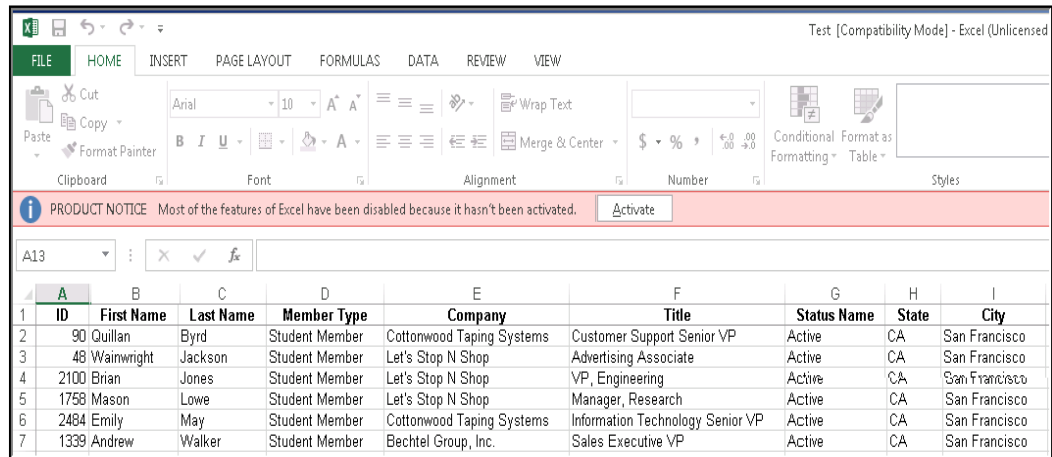 Test [Compatibility Mode] - Excel (Unlicensed
FILE HOME INSERT PAGE LAYOUT FORMULAS DATA REVIEW VIEW
Cut
Copy
Format Painter
Paste
Arial 10 A A
B I U A
Wrap Text
Merge & Center
$ % , .0 .00 .00 .0
Conditional Formatting
Format as Table
Clipboard Font Alignment Number Styles
PRODUCT NOTICE Most of the features of Excel have been disabled because it hasn't been activated. Activate
A13 fx
A B C D E F G H I
1 ID First Name Last Name Member Type Company Title Status Name State City
2 90 Quillan Byrd Student Member Cottonwood Taping Systems Customer Support Senior VP Active CA San Francisco
3 48 Wainwright Jackson Student Member Let's Stop N Shop Advertising Associate Active CA San Francisco
4 2100 Brian Jones Student Member Let's Stop N Shop VP, Engineering Active CA San Francisco
5 1758 Mason Lowe Student Member Let's Stop N Shop Manager, Research Active CA San Francisco
6 2484 Emily May Student Member Cottonwood Taping Systems Information Technology Senior VP Active CA San Francisco
7 1339 Andrew Walker Student Member Bechtel Group, Inc. Sales Executive VP Active CA San Francisco